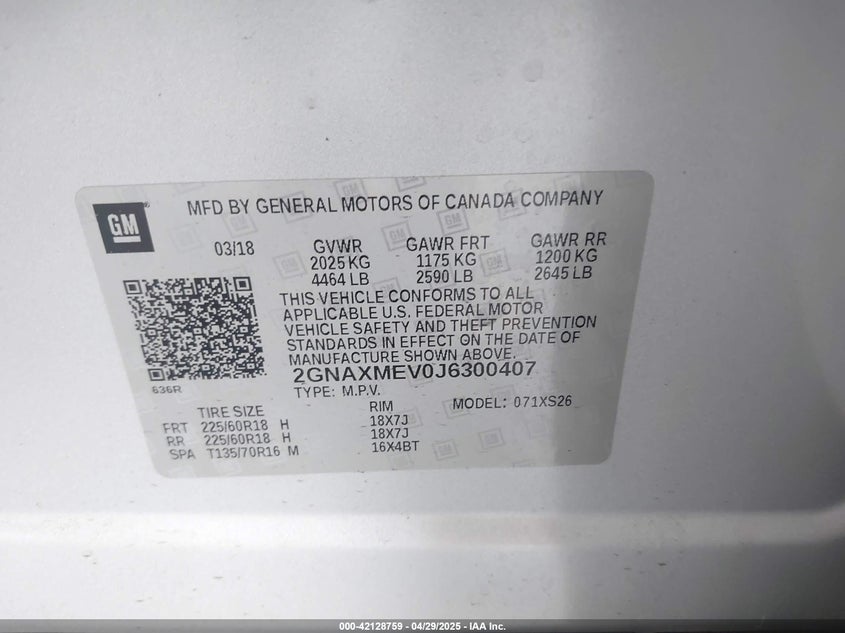 GM
MFD BY GENERAL MOTORS OF CANADA COMPANY
03/18 GVWR GAWR FRT GAWR RR
2025 KG 1175 KG 1200 KG
4464 LB 2590 LB 2645 LB
THIS VEHICLE CONFORMS TO ALL
APPLICABLE U.S. FEDERAL MOTOR
VEHICLE SAFETY AND THEFT PREVENTION
STANDARDS IN EFFECT ON THE DATE OF
MANUFACTURE SHOWN ABOVE.
636R
2GNAXMEV0J6300407
TYPE: M.P.V. MODEL: 071XS26
TIRE SIZE RIM
FRT 225/60R18 H 18X7J
RR 225/60R18 H 18X7J
SPA T135/70R16 M 16X4BT
000-42128759 - 04/29/2025 - IAA Inc.